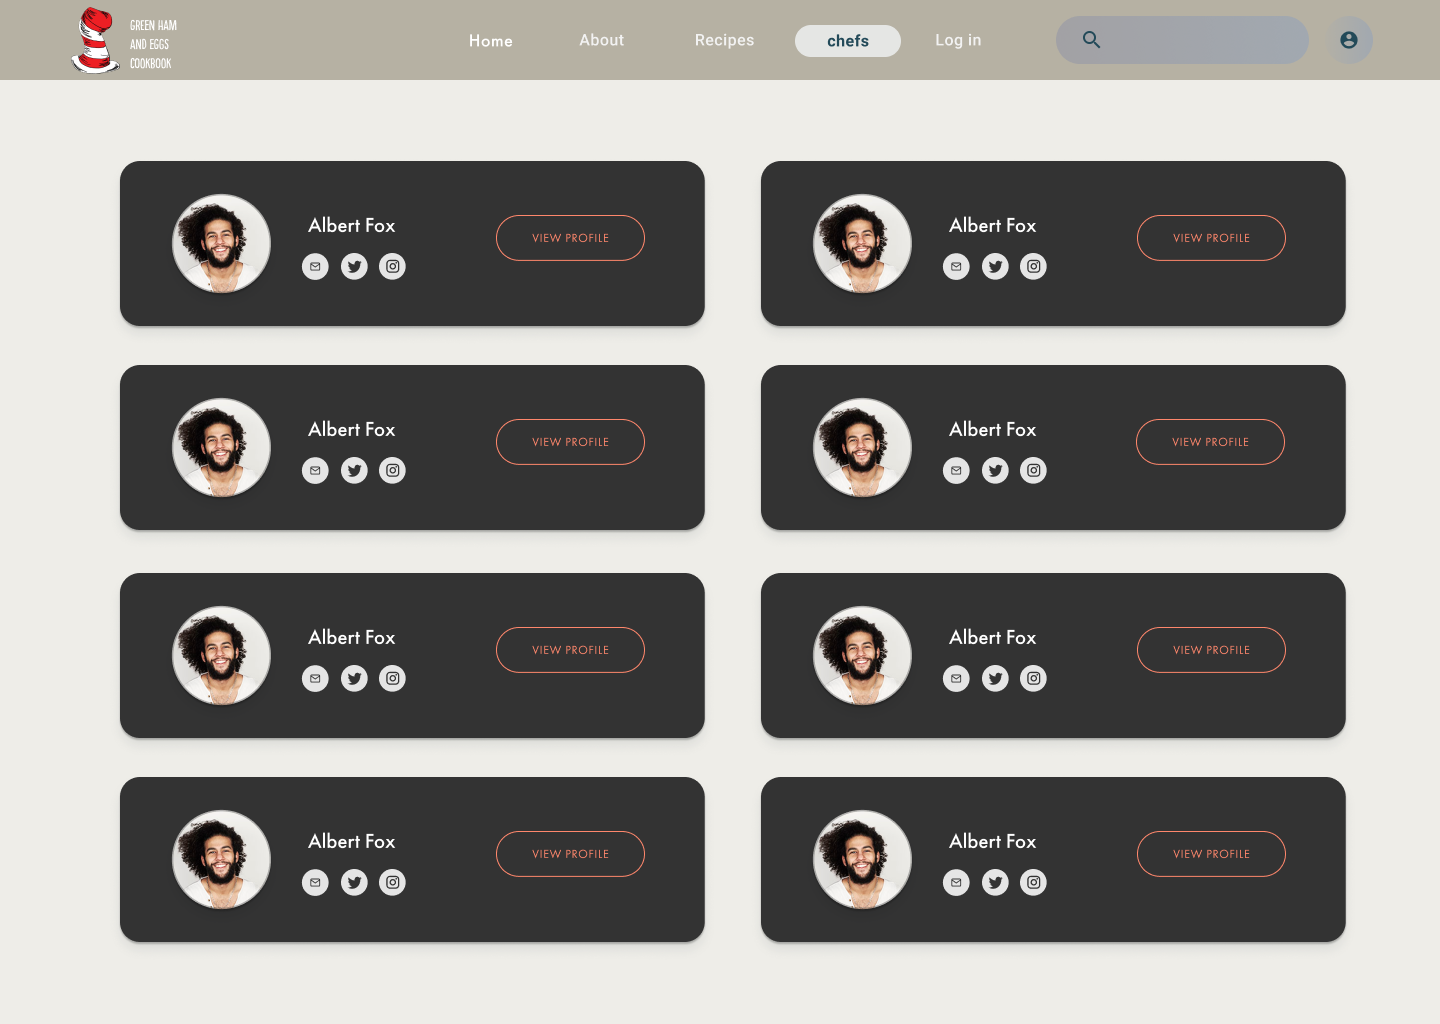 GREEN HAM
AND EGGS
COOKBOOK
Home
About
Recipes
chefs
Log in
Albert Fox
VIEW PROFILE
Albert Fox
VIEW PROFILE
Albert Fox
VIEW PROFILE
Albert Fox
VIEW PROFILE
Albert Fox
VIEW PROFILE
Albert Fox
VIEW PROFILE
Albert Fox
VIEW PROFILE
Albert Fox
VIEW PROFILE